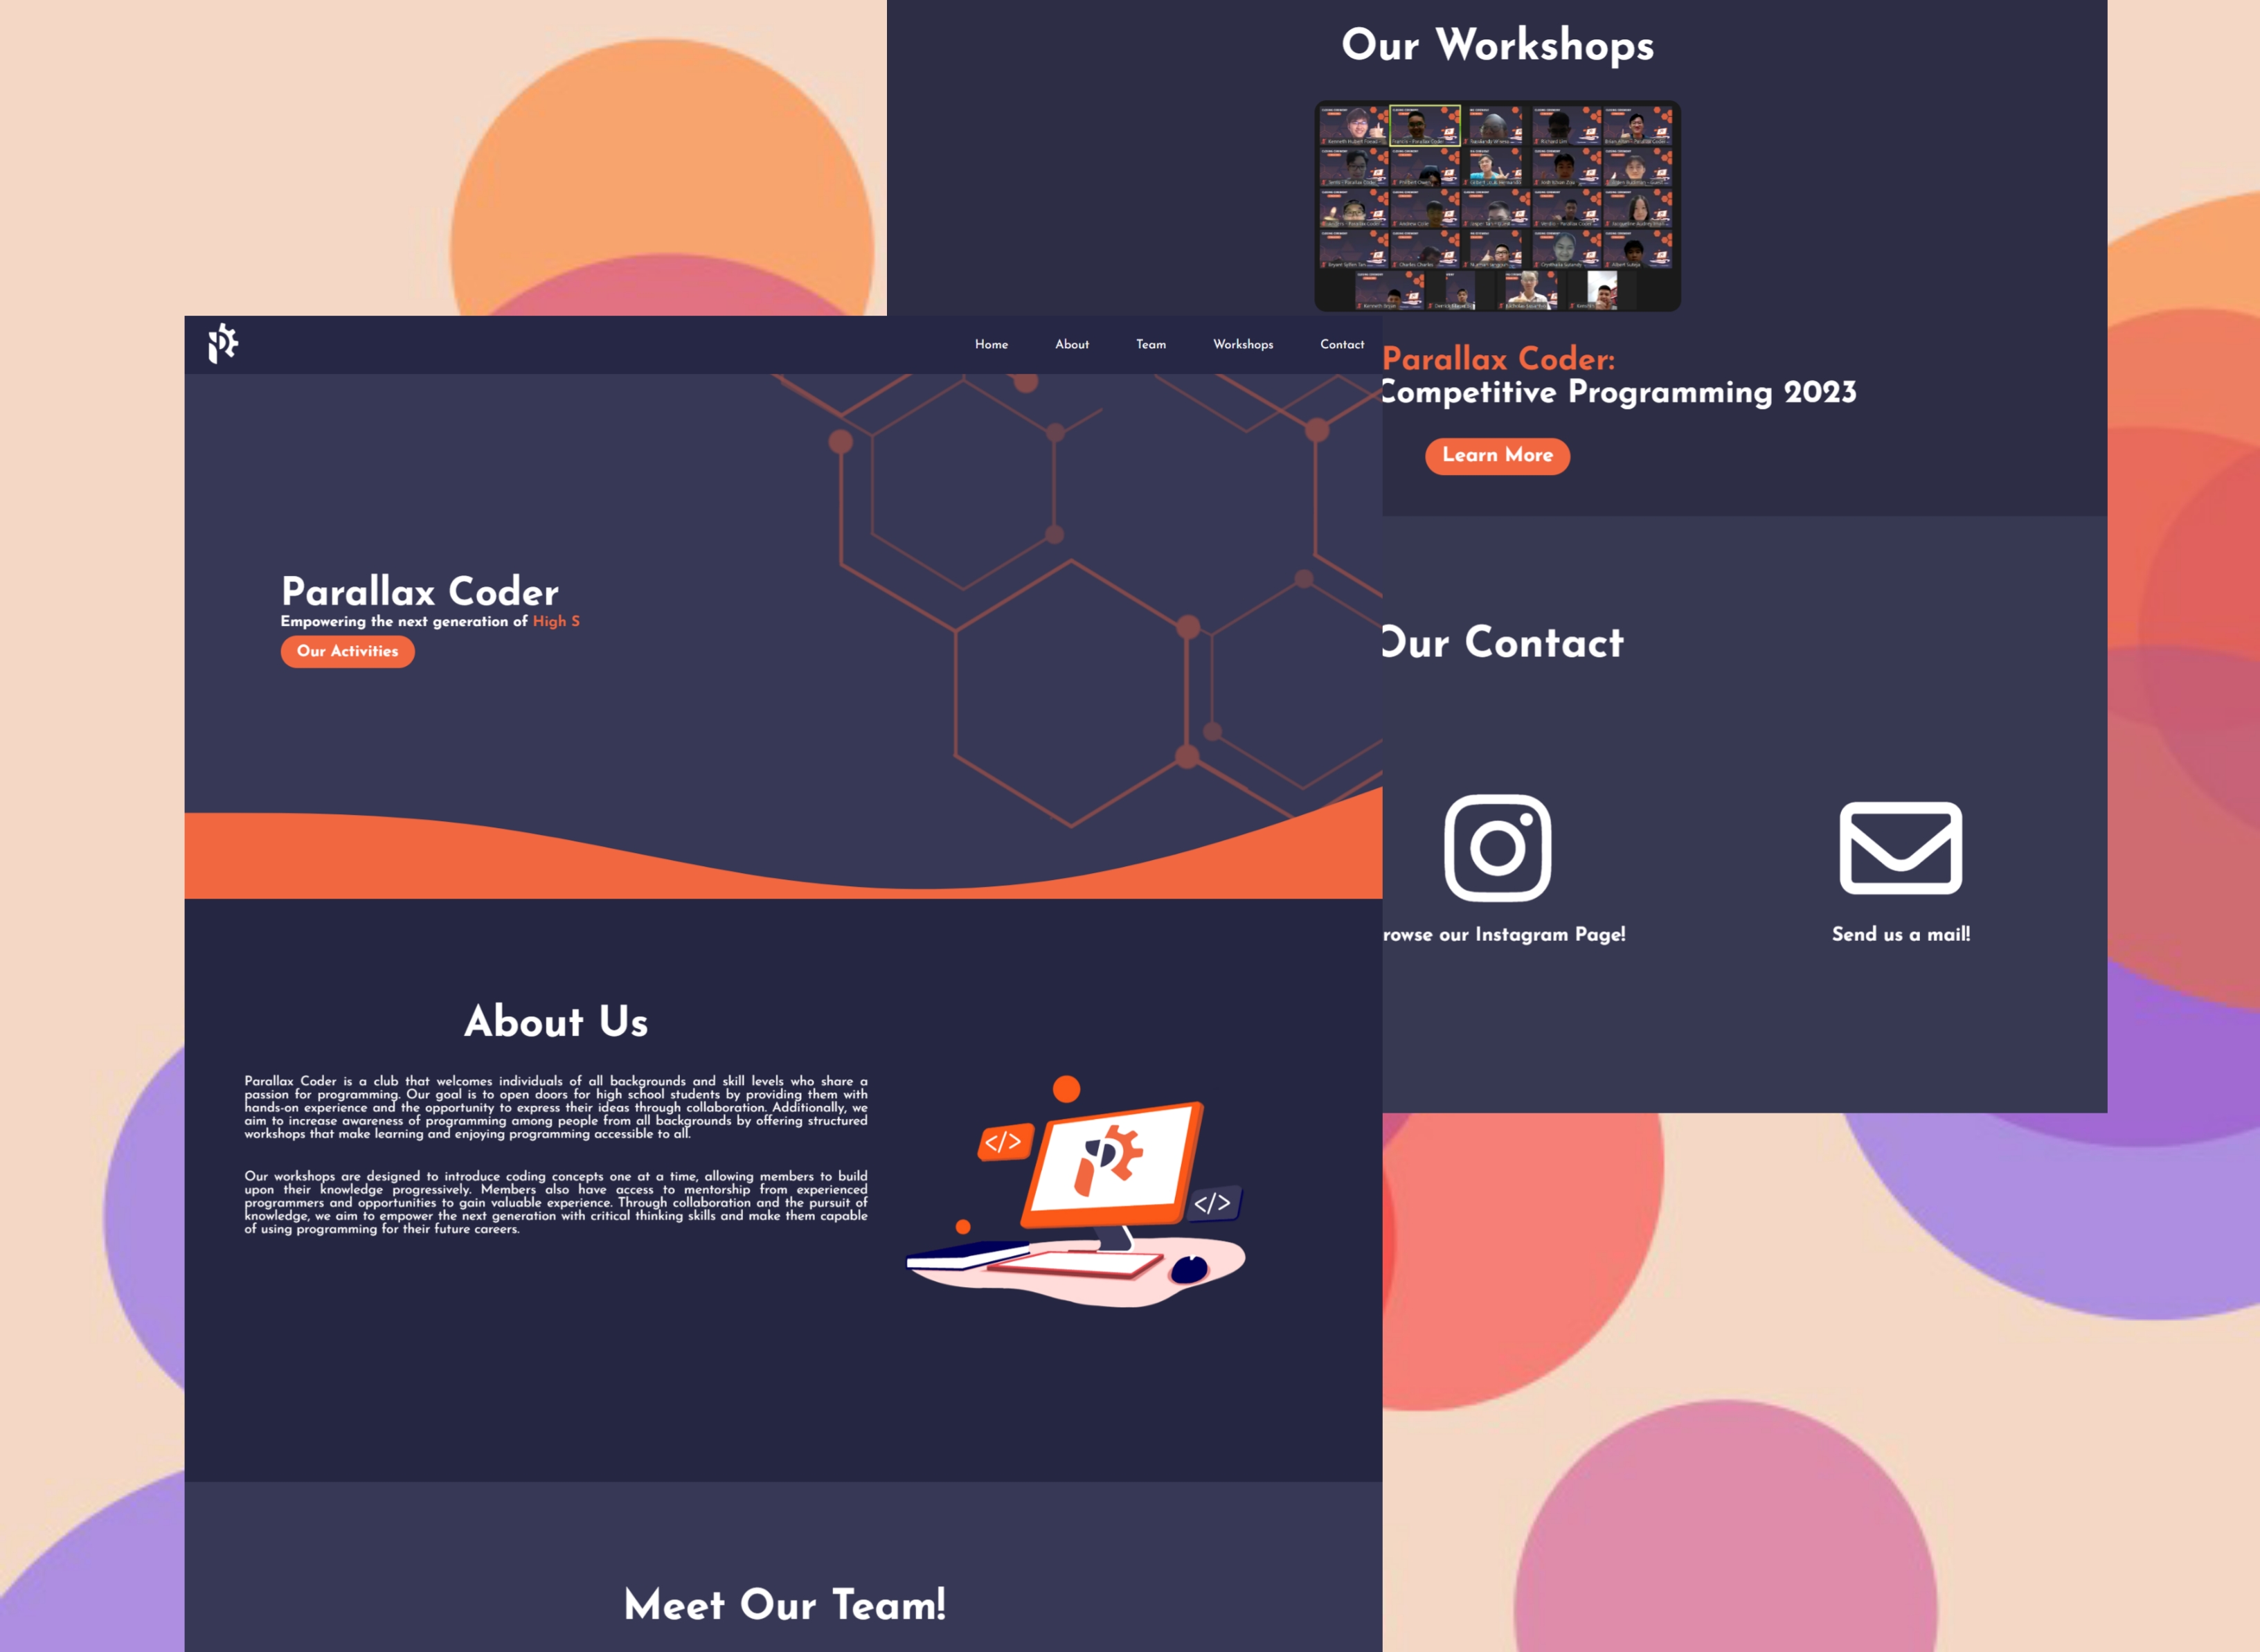 Our Workshops
Parallax Coder:
Competitive Programming 2023
Learn More
Our Contact
rowse our Instagram Page!
Send us a mail!
Home
About
Team
Workshops
Contact
Parallax Coder
Empowering the next generation of High S
Our Activities
About Us
Parallax Coder is a club that welcomes individuals of all backgrounds and skill levels who share a
passion for programming. Our goal is to open doors for high school students by providing them with
hands-on experience and the opportunity to express their ideas through collaboration. Additionally, we
aim to increase awareness of programming among people from all backgrounds by offering structured
workshops that make learning and enjoying programming accessible to all.
Our workshops are designed to introduce coding concepts one at a time, allowing members to build
upon their knowledge progressively. Members also have access to mentorship from experienced
programmers and opportunities to gain valuable experience. Through collaboration and the pursuit of
knowledge, we aim to empower the next generation with critical thinking skills and make them capable
of using programming for their future careers.
</>
</>
Meet Our Team!